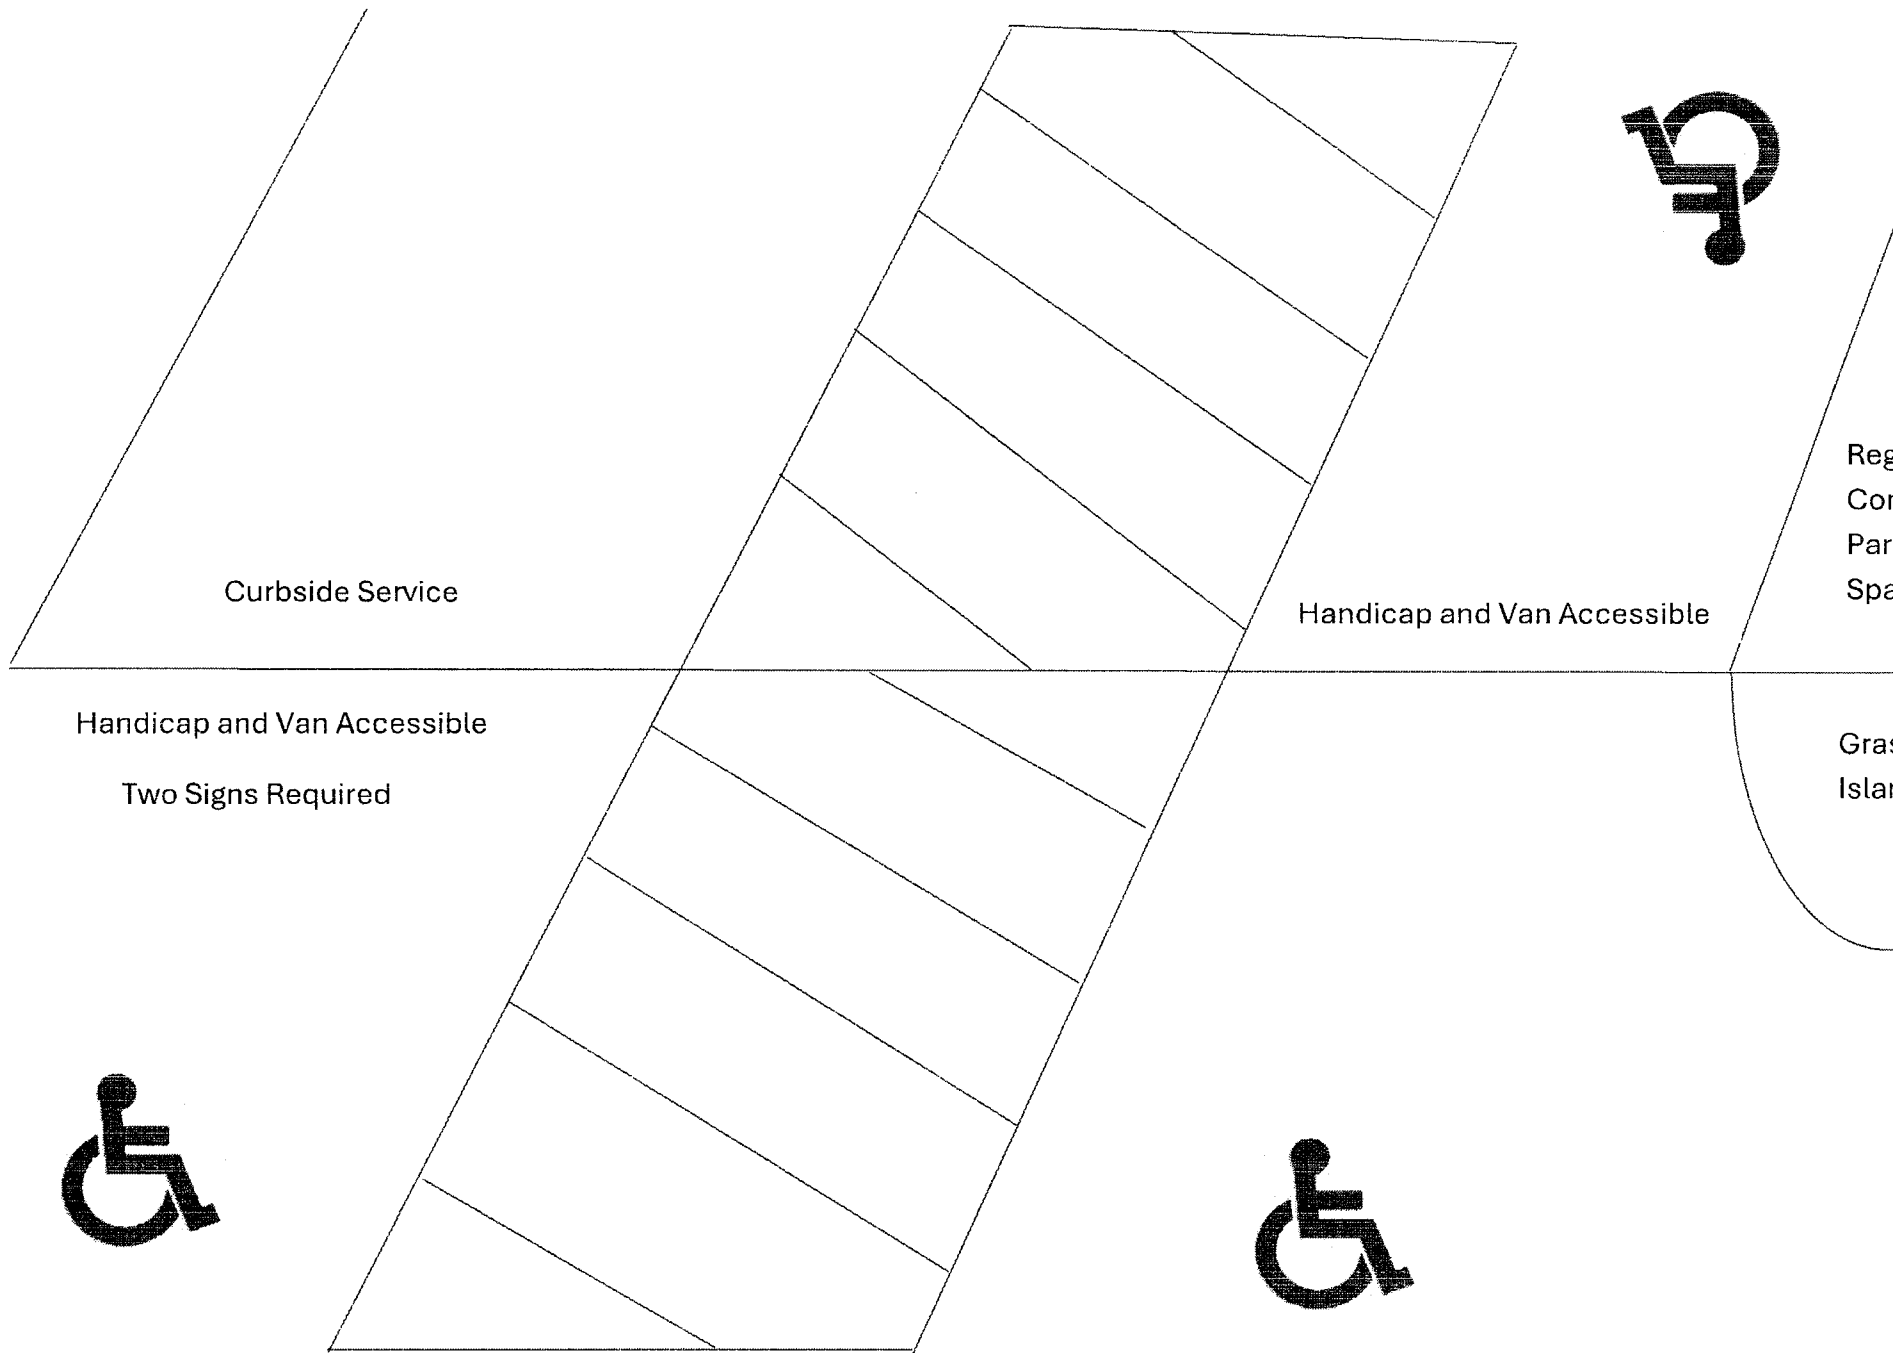 Curbside Service
Handicap and Van Accessible
Handicap and Van Accessible
Two Signs Required